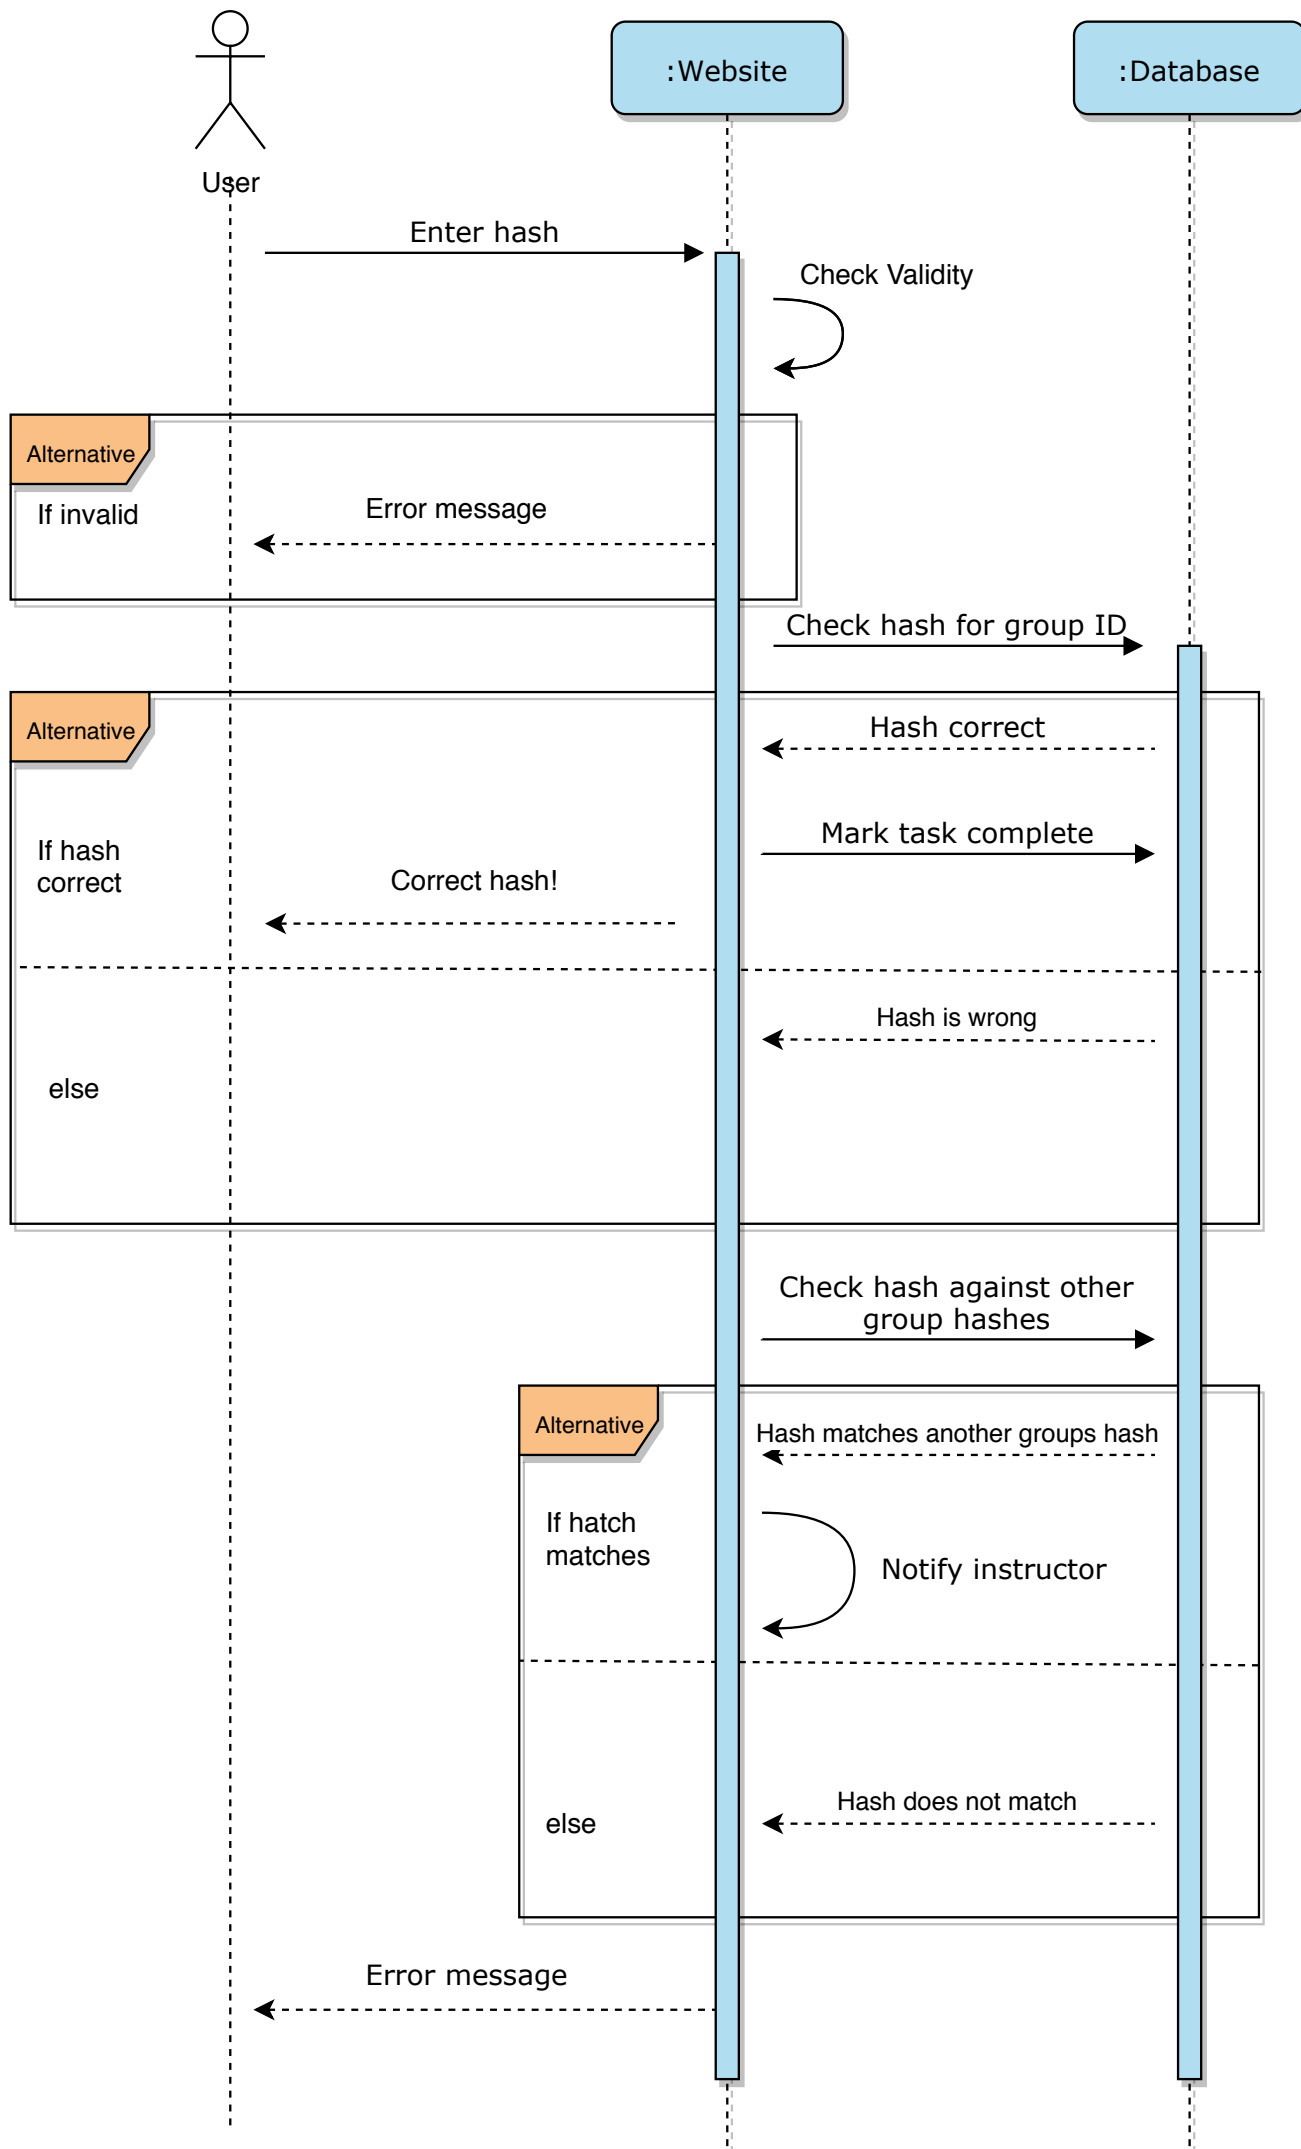 :Website
:Database
User
Enter hash
Check Validity
Alternative
If invalid
Error message
Check hash for group ID
Alternative
Hash correct
Mark task complete
If hash
correct
Correct hash!
Hash is wrong
else
Check hash against other
group hashes
Alternative
Hash matches another groups hash
If hatch
matches
Notify instructor
Hash does not match
else
Error message